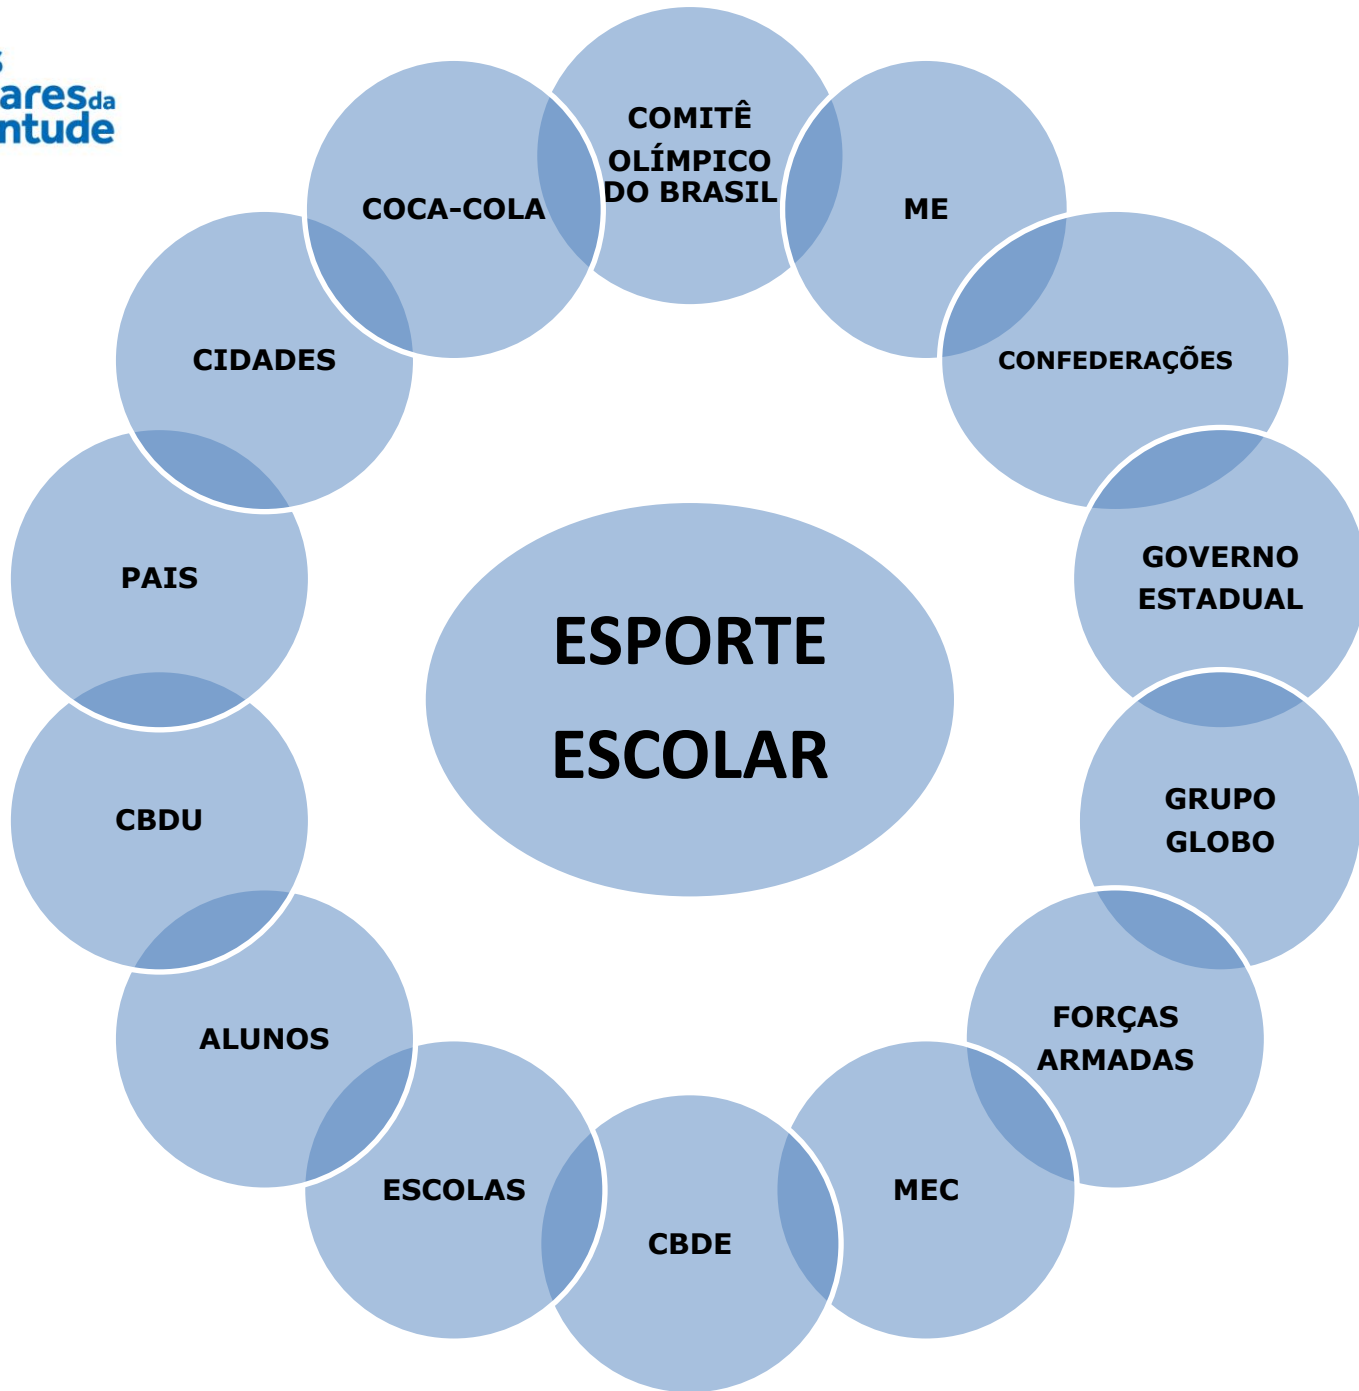 ares da
ntude
COMITÊ
OLÍMPICO
DO BRASIL
ME
CONFEDERAÇÕES
GOVERNO
ESTADUAL
GRUPO
GLOBO
FORÇAS
ARMADAS
MEC
CBDE
ESCOLAS
ALUNOS
CBDU
PAIS
CIDADES
COCA-COLA
ESPORTE
ESCOLAR